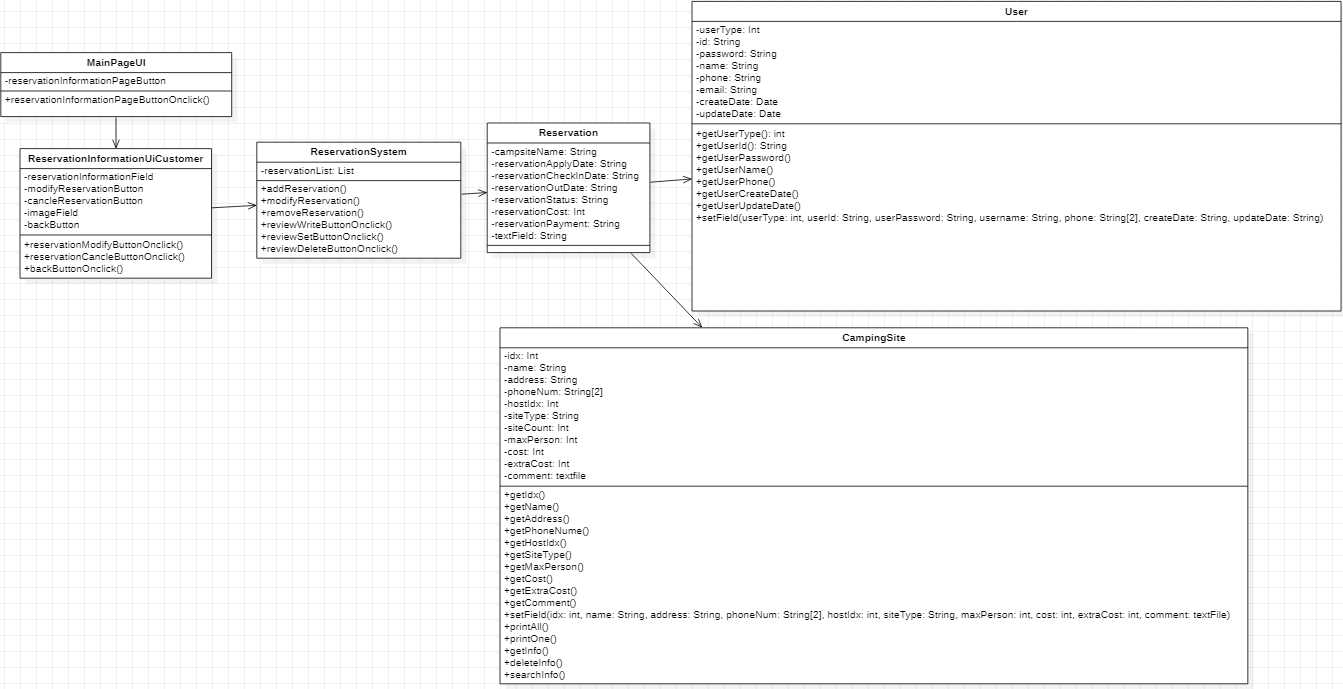 MainPageUI
-reservationInformationPageButton
+reservationInformationPageButtonOnclick()
ReservationInformationUiCustomer
-reservationInformationField
-modifyReservationButton
-cancleReservationButton
-imageField
-backButton
+reservationModifyButtonOnclick()
+reservationCancleButtonOnclick()
+backButtonOnclick()
ReservationSystem
-reservationList: List
+addReservation()
+modifyReservation()
+removeReservation()
+reviewWriteButtonOnclick()
+reviewSetButtonOnclick()
+reviewDeleteButtonOnclick()
Reservation
-campsiteName: String
-reservationApplyDate: String
-reservationCheckInDate: String
-reservationOutDate: String
-reservationStatus: String
-reservationCost: Int
-reservationPayment: String
-textField: String
User
-userType: Int
-id: String
-password: String
-name: String
-phone: String
-email: String
-createDate: Date
-updateDate: Date
+getUserType(): int
+getUserId(): String
+getUserPassword()
+getUserName()
+getUserPhone()
+getUserCreateDate()
+getUserUpdateDate()
+setField(userType: int, userId: String, userPassword: String, username: String, phone: String[2], createDate: String, updateDate: String)
CampingSite
-idx: Int
-name: String
-address: String
-phoneNum: String[2]
-hostIdx: Int
-siteType: String
-siteCount: Int
-maxPerson: Int
-cost: Int
-extraCost: Int
-comment: textfile
+getIdx()
+getName()
+getAddress()
+getPhoneNume()
+getHostIdx()
+getSiteType()
+getMaxPerson()
+getCost()
+getExtraCost()
+getComment()
+setField(idx: int, name: String, address: String, phoneNum: String[2], hostIdx: int, siteType: String, maxPerson: int, cost: int, extraCost: int, comment: textFile)
+printAll()
+printOne()
+getInfo()
+deleteInfo()
+searchInfo()